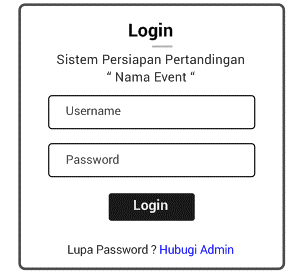 Login
Sistem Persiapan Pertandingan
“ Nama Event “
Username
Password
Login
Lupa Password ? Hubugi Admin